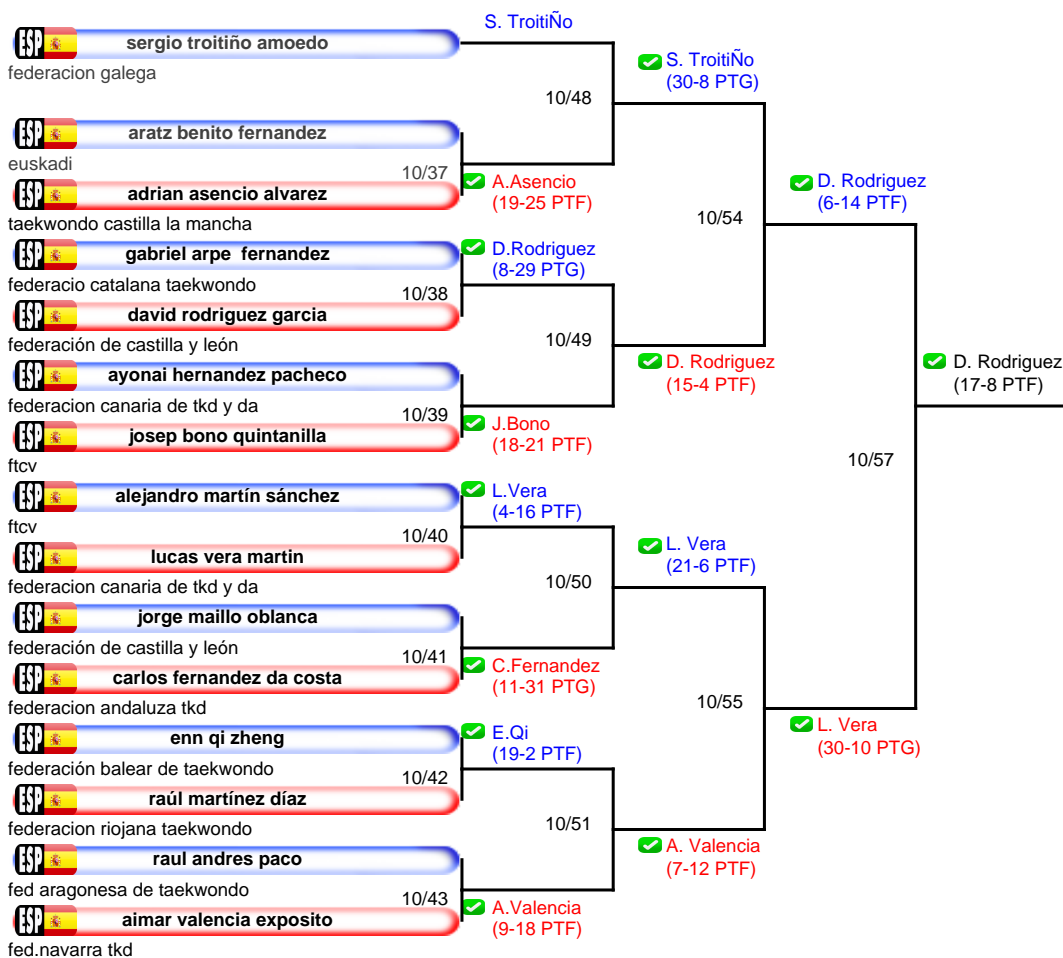 S. TroitiÑo
ESP sergio troitiño amoedo
federacion galega
S. TroitiÑo
(30-8 PTG)
10/48
ESP aratz benito fernandez
euskadi
10/37
A.Asencio
(19-25 PTF)
ESP adrian asencio alvarez
taekwondo castilla la mancha
D. Rodriguez
(6-14 PTF)
10/54
ESP gabriel arpe  fernandez
federacio catalana taekwondo
D.Rodriguez
(8-29 PTG)
10/38
ESP david rodriguez garcia
federación de castilla y león
10/49
D. Rodriguez
(15-4 PTF)
D. Rodriguez
(17-8 PTF)
ESP ayonai hernandez pacheco
federacion canaria de tkd y da
10/39
J.Bono
(18-21 PTF)
ESP josep bono quintanilla
ftcv
10/57
ESP alejandro martín sánchez
ftcv
L.Vera
(4-16 PTF)
10/40
ESP lucas vera martin
federacion canaria de tkd y da
L. Vera
(21-6 PTF)
10/50
ESP jorge maillo oblanca
federación de castilla y león
10/41
C.Fernandez
(11-31 PTG)
ESP carlos fernandez da costa
federacion andaluza tkd
10/55
L. Vera
(30-10 PTG)
ESP enn qi zheng
federación balear de taekwondo
E.Qi
(19-2 PTF)
10/42
ESP raúl martínez díaz
federacion riojana taekwondo
10/51
A. Valencia
(7-12 PTF)
ESP raul andres paco
fed aragonesa de taekwondo
10/43
A.Valencia
(9-18 PTF)
ESP aimar valencia exposito
fed.navarra tkd